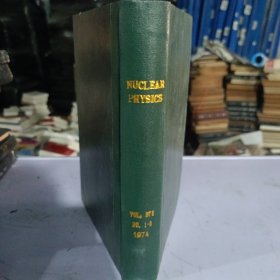 NUCLEAR
PHYSICS
VOL.
NO. 1-3
1974